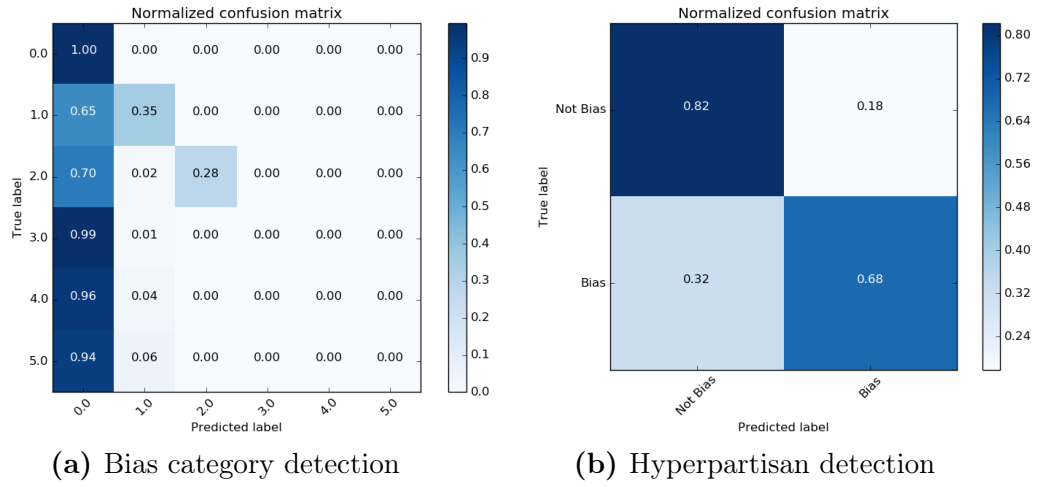 Normalized confusion matrix
True label
0.0 1.00 0.00 0.00 0.00 0.00 0.00
1.0 0.65 0.35 0.00 0.00 0.00 0.00
2.0 0.70 0.02 0.28 0.00 0.00 0.00
3.0 0.99 0.01 0.00 0.00 0.00 0.00
4.0 0.96 0.04 0.00 0.00 0.00 0.00
5.0 0.94 0.06 0.00 0.00 0.00 0.00
0.0 1.0 2.0 3.0 4.0 5.0
Predicted label
0.9
0.8
0.7
0.6
0.5
0.4
0.3
0.2
0.1
0.0
(a) Bias category detection
Normalized confusion matrix
True label
Not Bias 0.82 0.18
Bias 0.32 0.68
Not Bias Bias
Predicted label
0.80
0.72
0.64
0.56
0.48
0.40
0.32
0.24
(b) Hyperpartisan detection